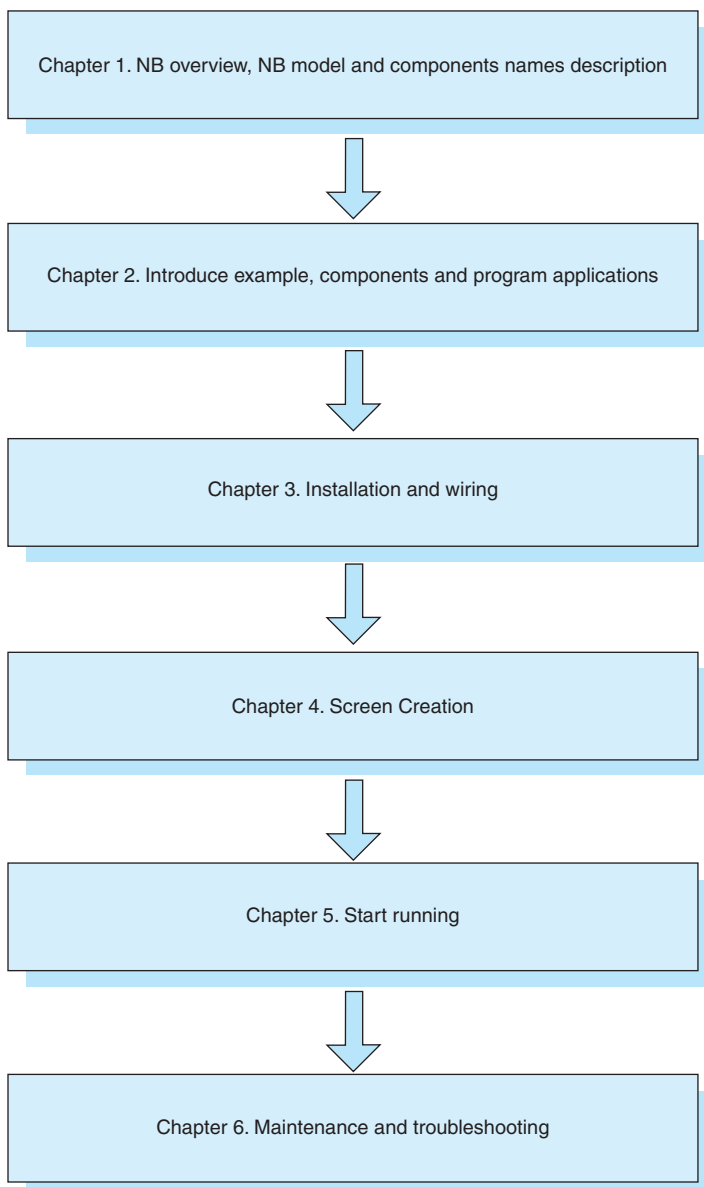 Chapter 1. NB overview, NB model and components names description
Chapter 2. Introduce example, components and program applications
Chapter 3. Installation and wiring
Chapter 4. Screen Creation
Chapter 5. Start running
Chapter 6. Maintenance and troubleshooting